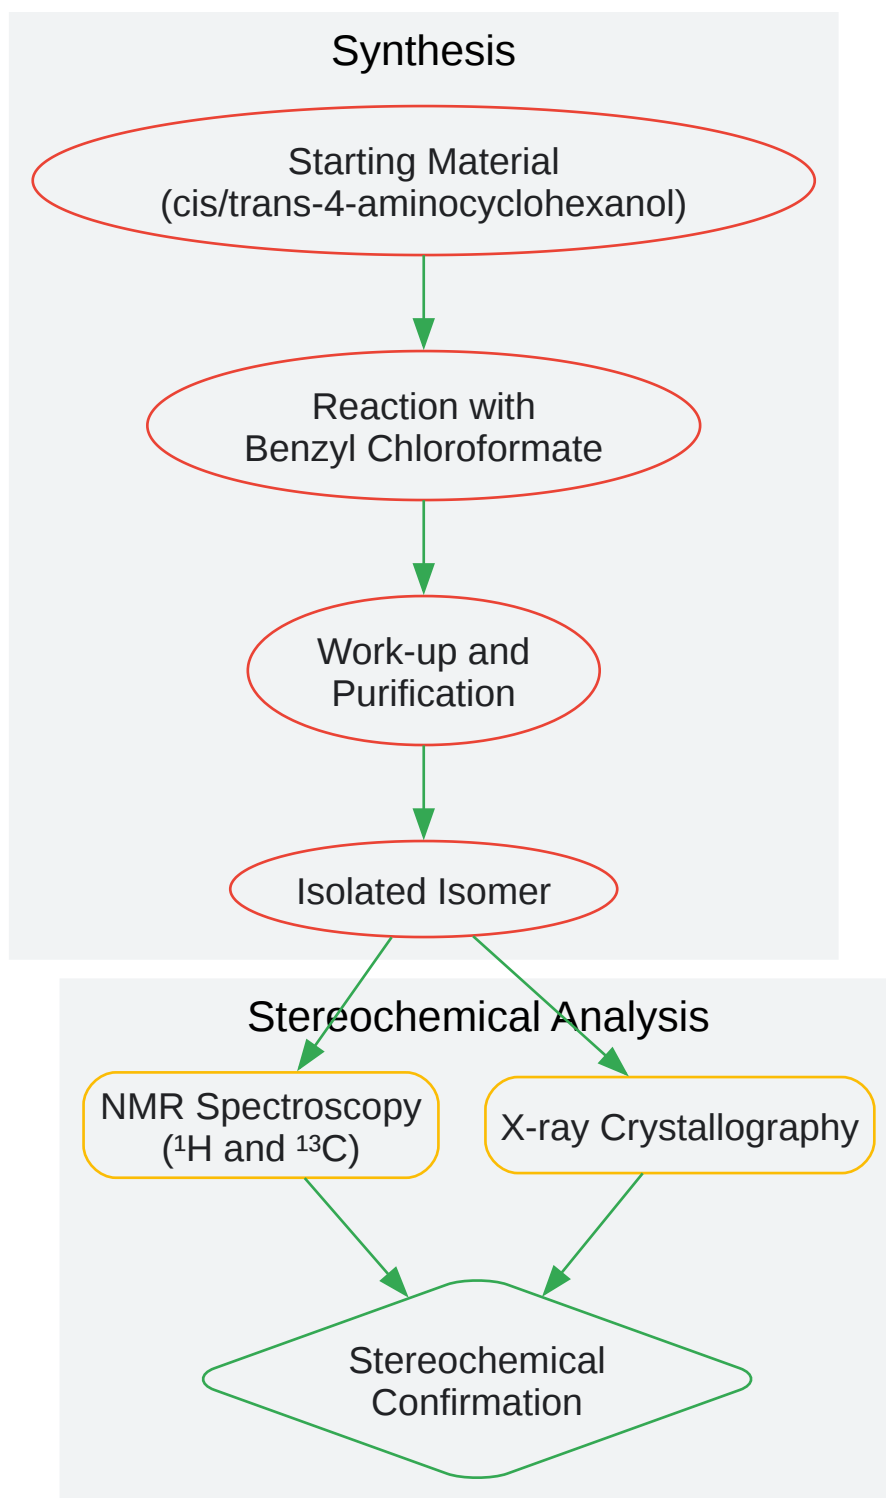 Synthesis
Starting Material
(cis/trans-4-aminocyclohexanol)
Reaction with
Benzyl Chloroformate
Work-up and
Purification
Isolated Isomer
Stereochemical Analysis
NMR Spectroscopy
(¹H and ¹³C)
X-ray Crystallography
Stereochemical
Confirmation